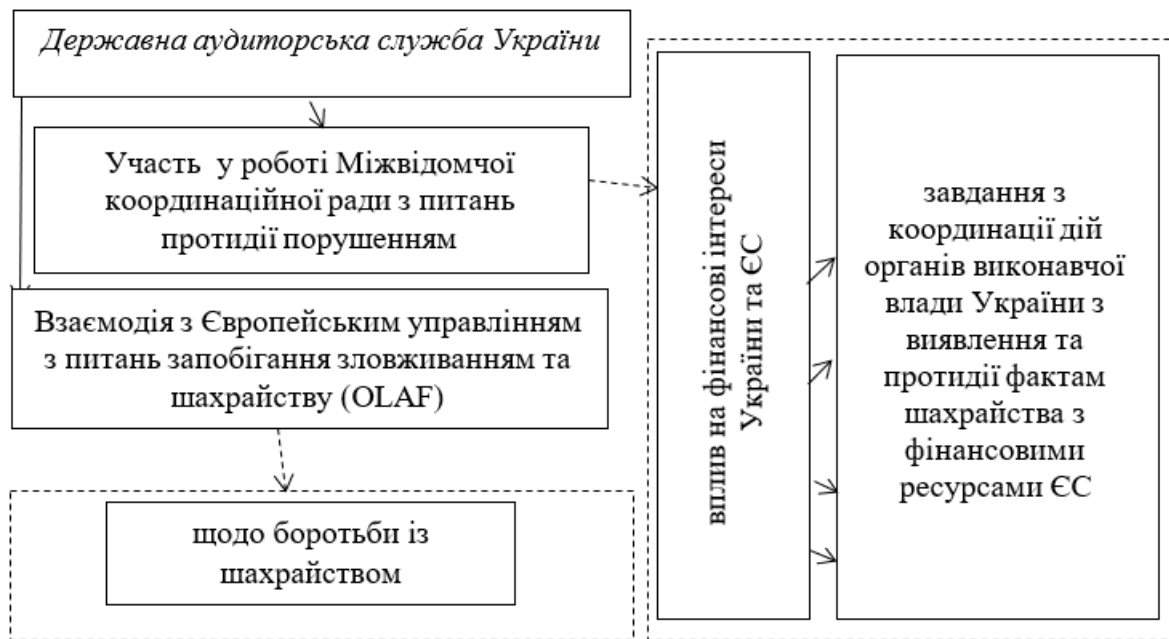 Державна аудиторська служба України
Участь у роботі Міжвідомчої
координаційної ради з питань
протидії порушенням
Взаємодія з Європейським управлінням
з питань запобігання зловживанням та
шахрайству (OLAF)
щодо боротьби із
шахрайством
вплив на фінансові інтереси
України та ЄС
завдання з
координації дій
органів виконавчої
влади України з
виявлення та
протидії фактам
шахрайства з
фінансовими
ресурсами ЄС